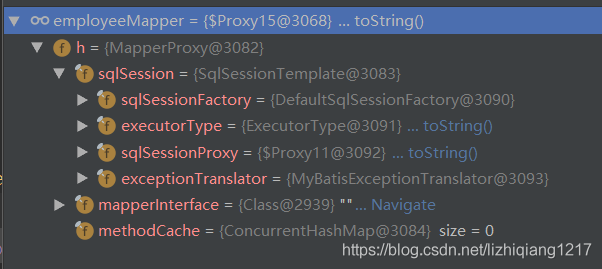 employeeMapper = {$Proxy15@3068} ... toString()
h = {MapperProxy@3082}
sqlSession = {SqlSessionTemplate@3083}
sqlSessionFactory = {DefaultSqlSessionFactory@3090}
executorType = {ExecutorType@3091} ... toString()
sqlSessionProxy = {$Proxy11@3092} ... toString()
exceptionTranslator = {MyBatisExceptionTranslator@3093}
mapperInterface = {Class@2939} ""... Navigate
methodCache = {ConcurrentHashMap@3084} size = 0
https://blog.csdn.net/lizhiqiang1217